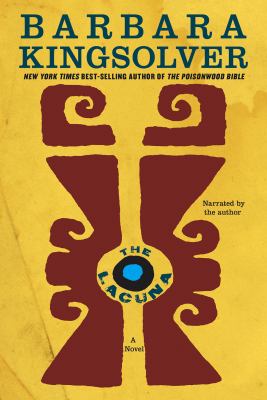 BARBARA
KINGSOLVER
NEW YORK TIMES BEST-SELLING AUTHOR OF THE POISONWOOD BIBLE
Narrated by
the author
THE
LACUNA
A
Novel